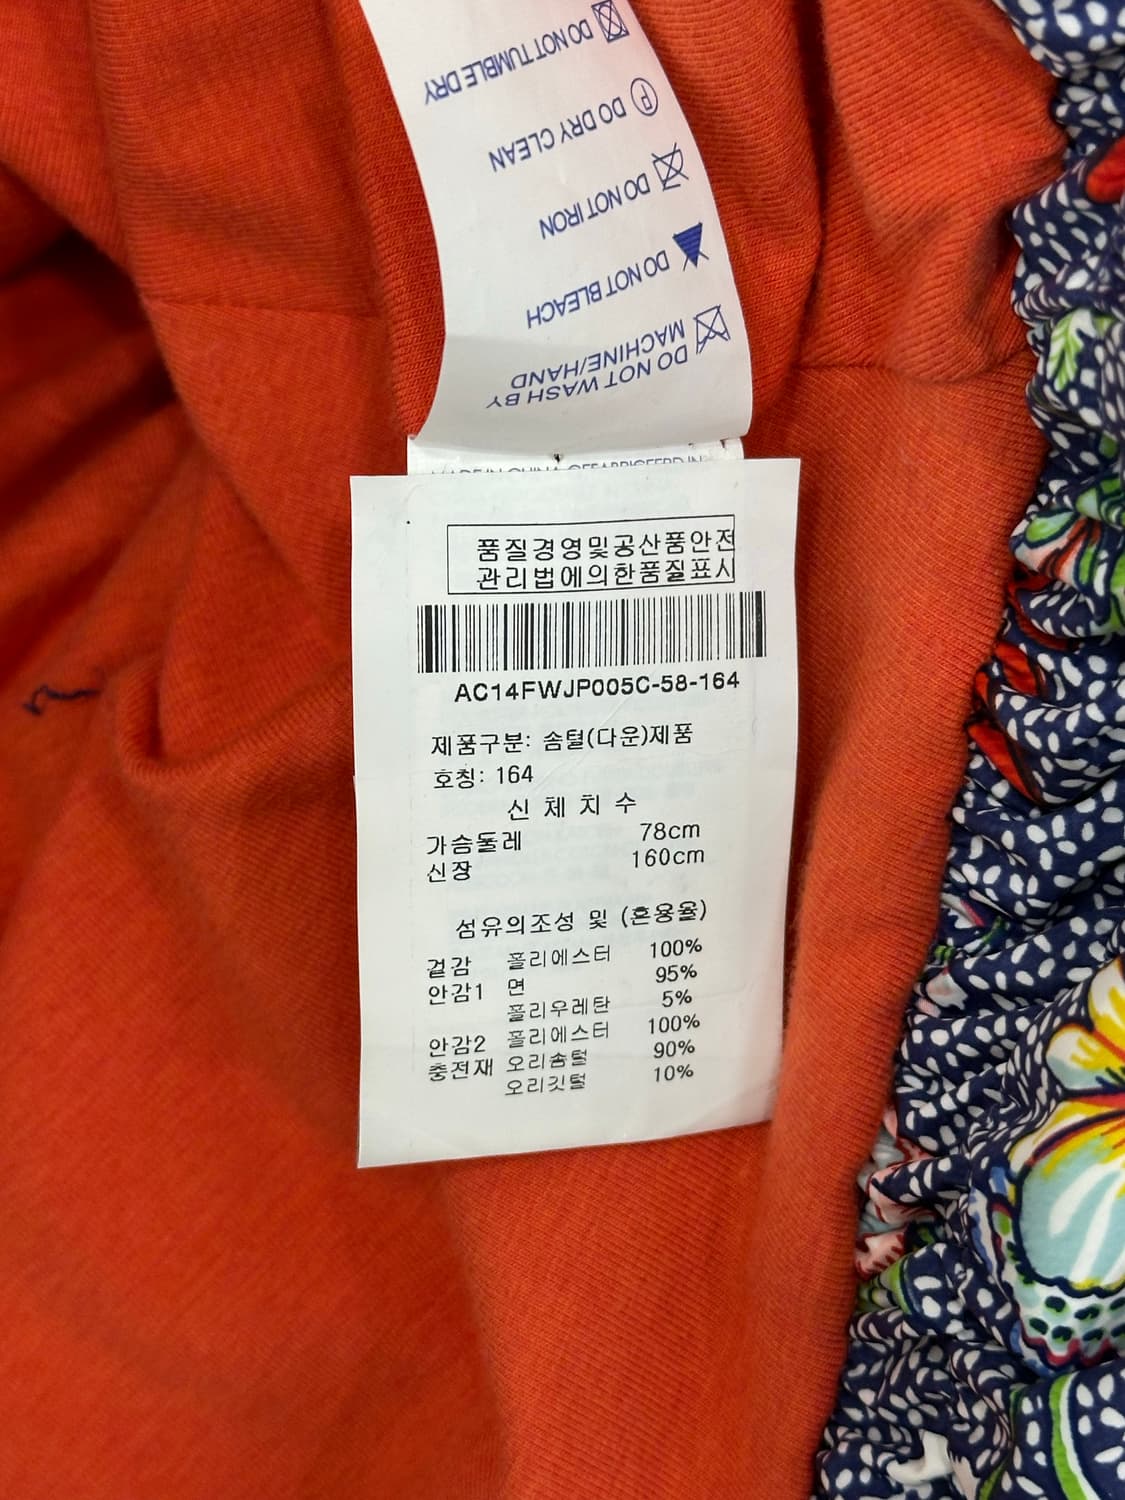 DO NOT TUMBLE DRY
P
DO DRY CLEAN
DO NOT IRON
DO NOT BLEACH
DO NOT WASH BY
MACHINE/HAND
MADE IN CHINA
품질경영및공산품안전
관리법에의한품질표시
AC14FWJP005C-58-164
제품구분: 솜털(다운)제품
호칭: 164
신 체 치 수
가슴둘레 78cm
신장 160cm
섬유의조성 및 (혼용율)
겉감 폴리에스터 100%
안감1 면 95%
폴리우레탄 5%
안감2 폴리에스터 100%
충전재 오리솜털 90%
오리깃털 10%